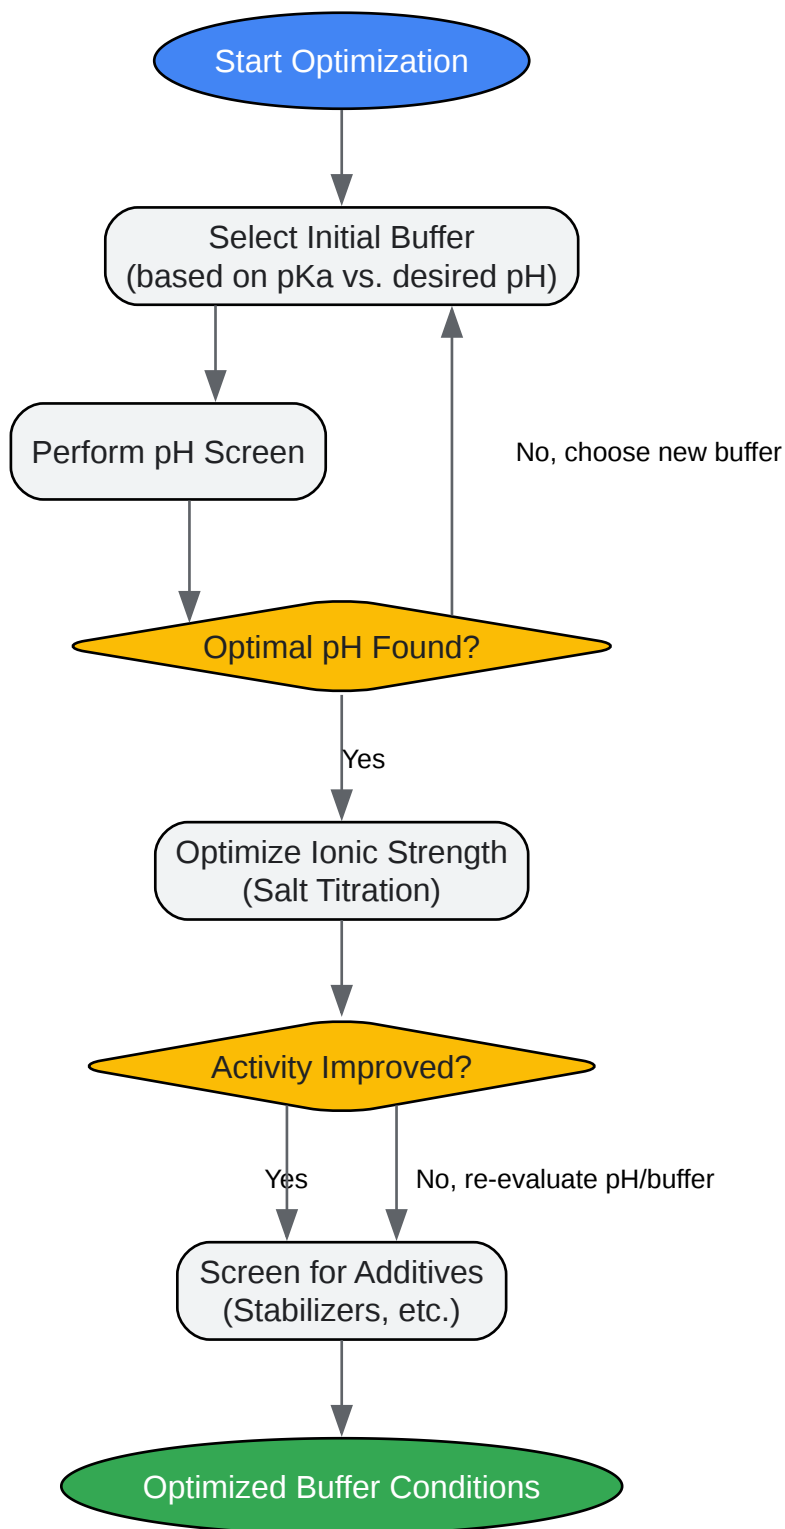 Start Optimization
Select Initial Buffer
(based on pKa vs. desired pH)
Perform pH Screen
No, choose new buffer
Optimal pH Found?
Yes
Optimize Ionic Strength
(Salt Titration)
Activity Improved?
Yes
No, re-evaluate pH/buffer
Screen for Additives
(Stabilizers, etc.)
Optimized Buffer Conditions